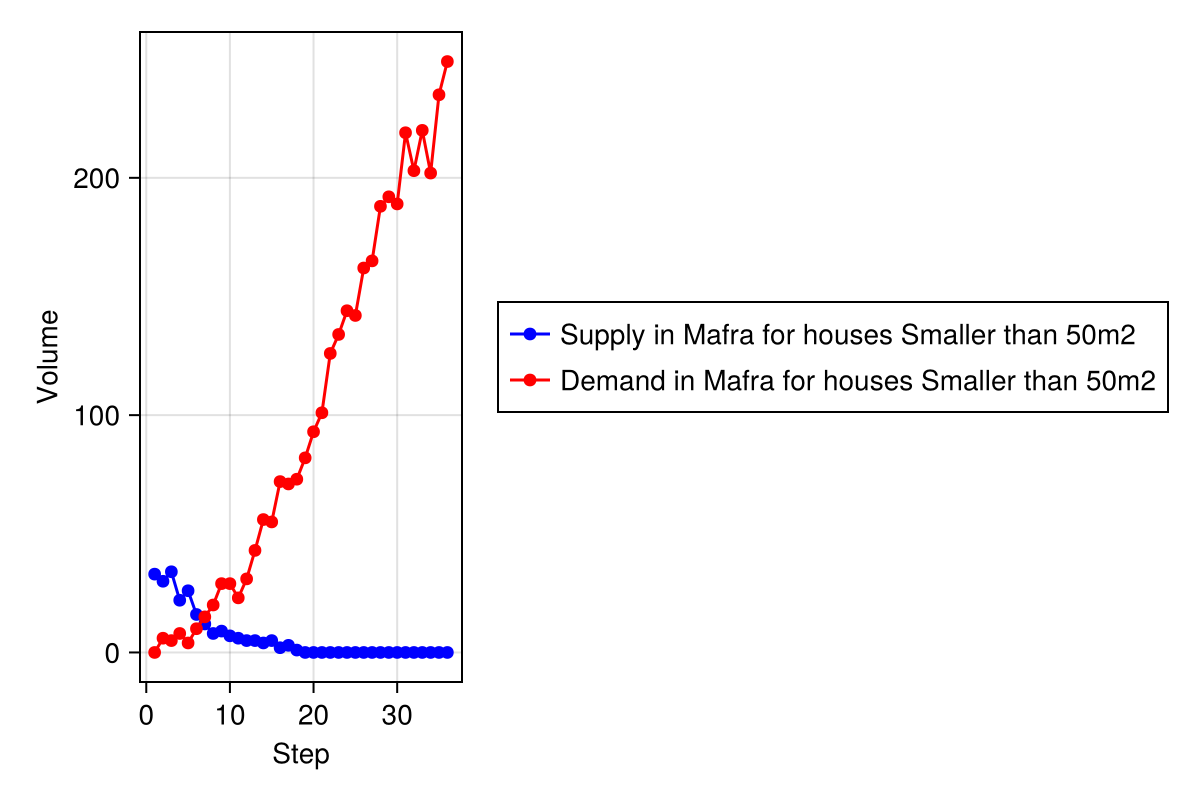 200
100
0
Volume
0 10 20 30
Step
Supply in Mafra for houses Smaller than 50m2
Demand in Mafra for houses Smaller than 50m2